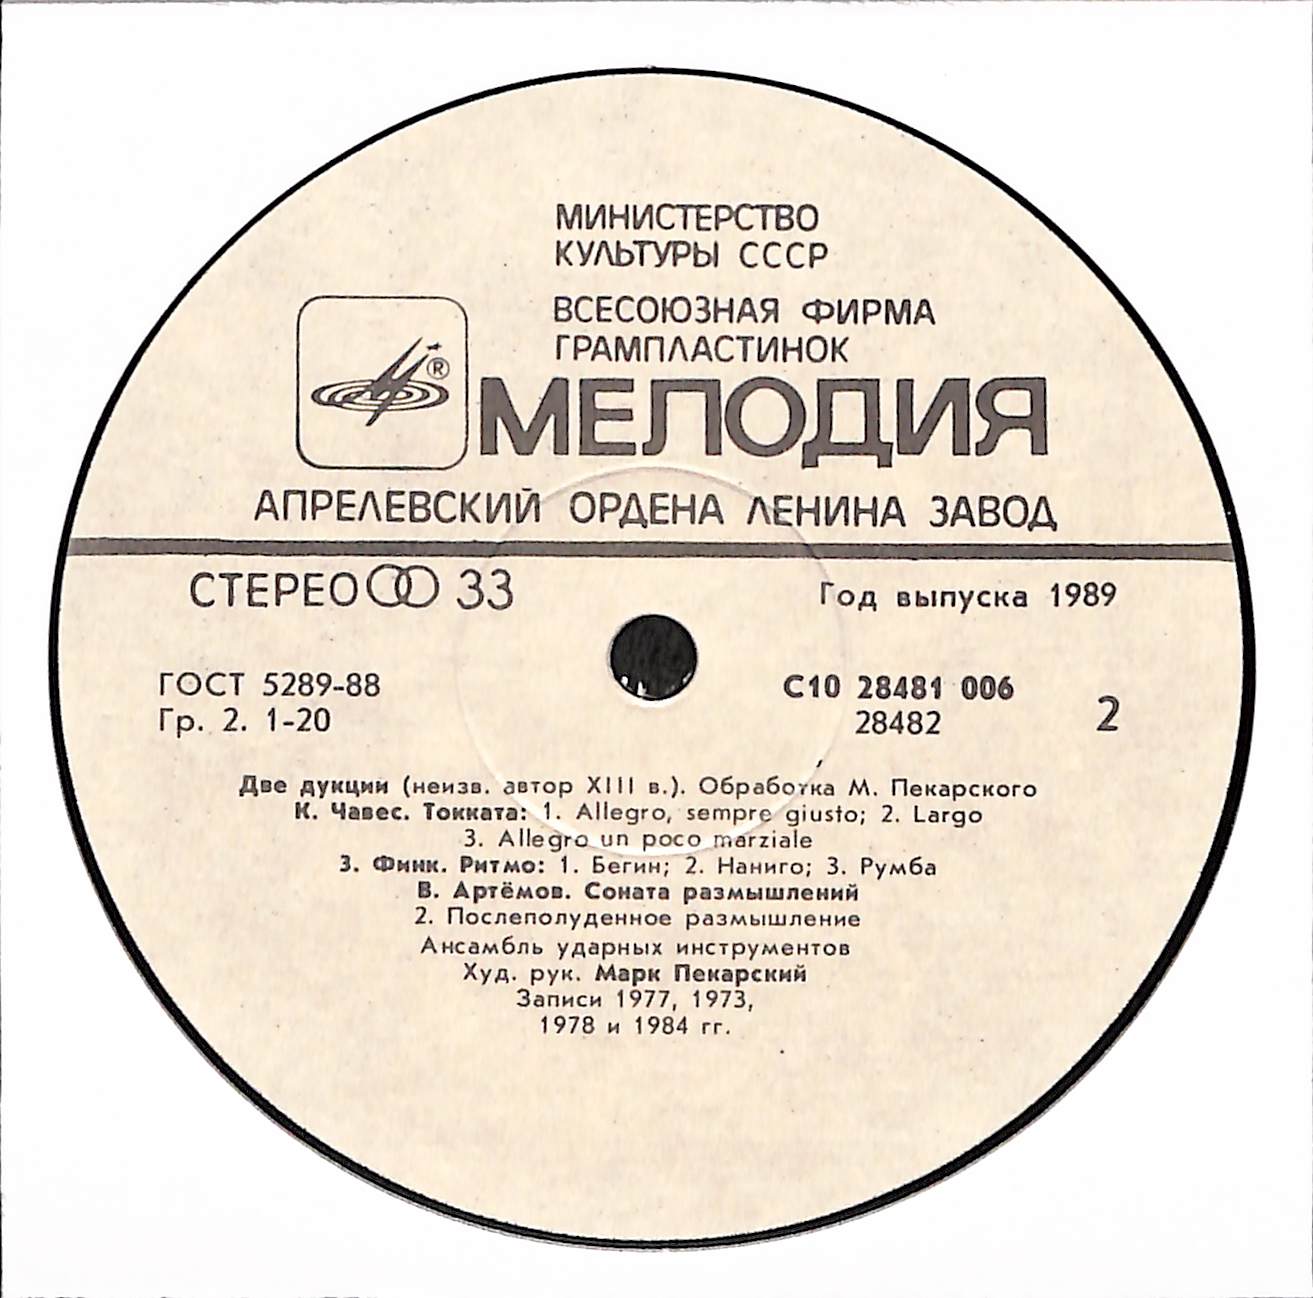 МИНИСТЕРСТВО
КУЛЬТУРЫ СССР
ВСЕСОЮЗНАЯ ФИРМА
ГРАМПЛАСТИНОК
®
МЕЛОДИЯ
АПРЕЛЕВСКИЙ ОРДЕНА ЛЕНИНА ЗАВОД
СТЕРЕО 33
Год выпуска 1989
ГОСТ 5289-88
Гр. 2. 1-20
С10 28481 006
28482
2
Две дукции (неизв. автор XIII в.). Обработка М. Пекарского
К. Чавес. Токката: 1. Allegro, sempre giusto; 2. Largo
3. Allegro un poco marziale
З. Финк. Ритмо: 1. Бегин; 2. Наниго; 3. Румба
В. Артёмов. Соната размышлений
2. Послеполуденное размышление
Ансамбль ударных инструментов
Худ. рук. Марк Пекарский
Записи 1977, 1973,
1978 и 1984 гг.